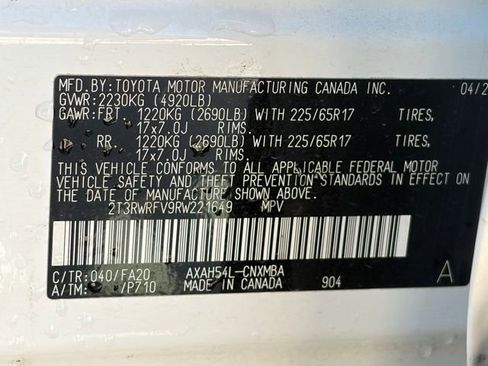 MFD.BY:TOYOTA MOTOR MANUFACTURING CANADA INC. 04/2
GVWR:2230KG (4920LB)
GAWR:FRT. 1220KG (2690LB) WITH 225/65R17 TIRES,
17x7.0J RIMS.
RR. 1220KG (2690LB) WITH 225/65R17 TIRES,
17x7.0J RIMS.
THIS VEHICLE CONFORMS TO ALL APPLICABLE FEDERAL MOTOR
VEHICLE SAFETY AND THEFT PREVENTION STANDARDS IN EFFECT ON
THE DATE OF MANUFACTURE SHOWN ABOVE.
2T3RWRFV9RW221649 MPV
C/TR:040/FA20 AXAH54L-CNXMBA
A/TM: /P710 MADE IN CANADA 904 A